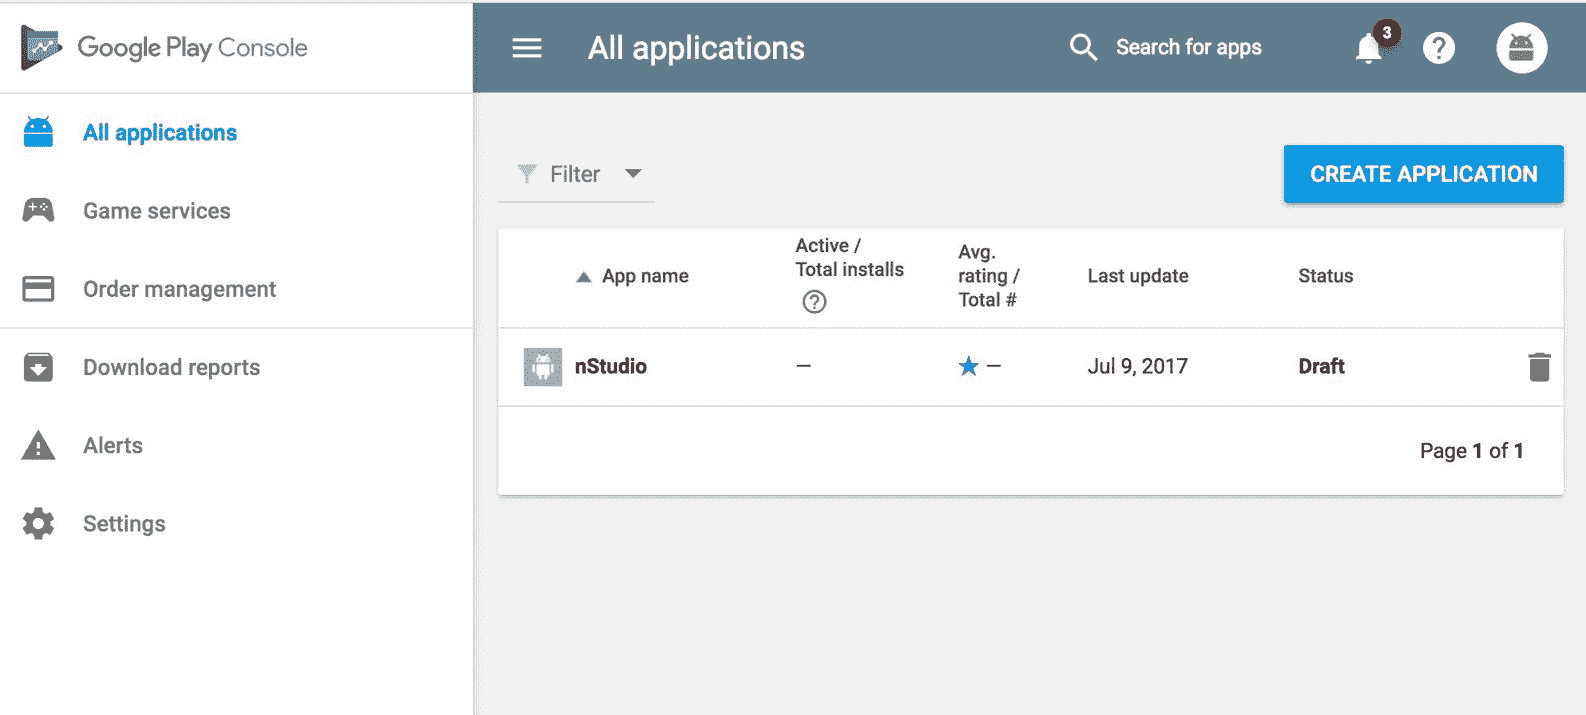 Google Play Console
All applications
Search for apps
3
All applications
Game services
Order management
Download reports
Alerts
Settings
Filter
CREATE APPLICATION
App name
Active /
Total installs
Avg.
rating /
Total #
Last update
Status
nStudio
–
–
Jul 9, 2017
Draft
Page 1 of 1